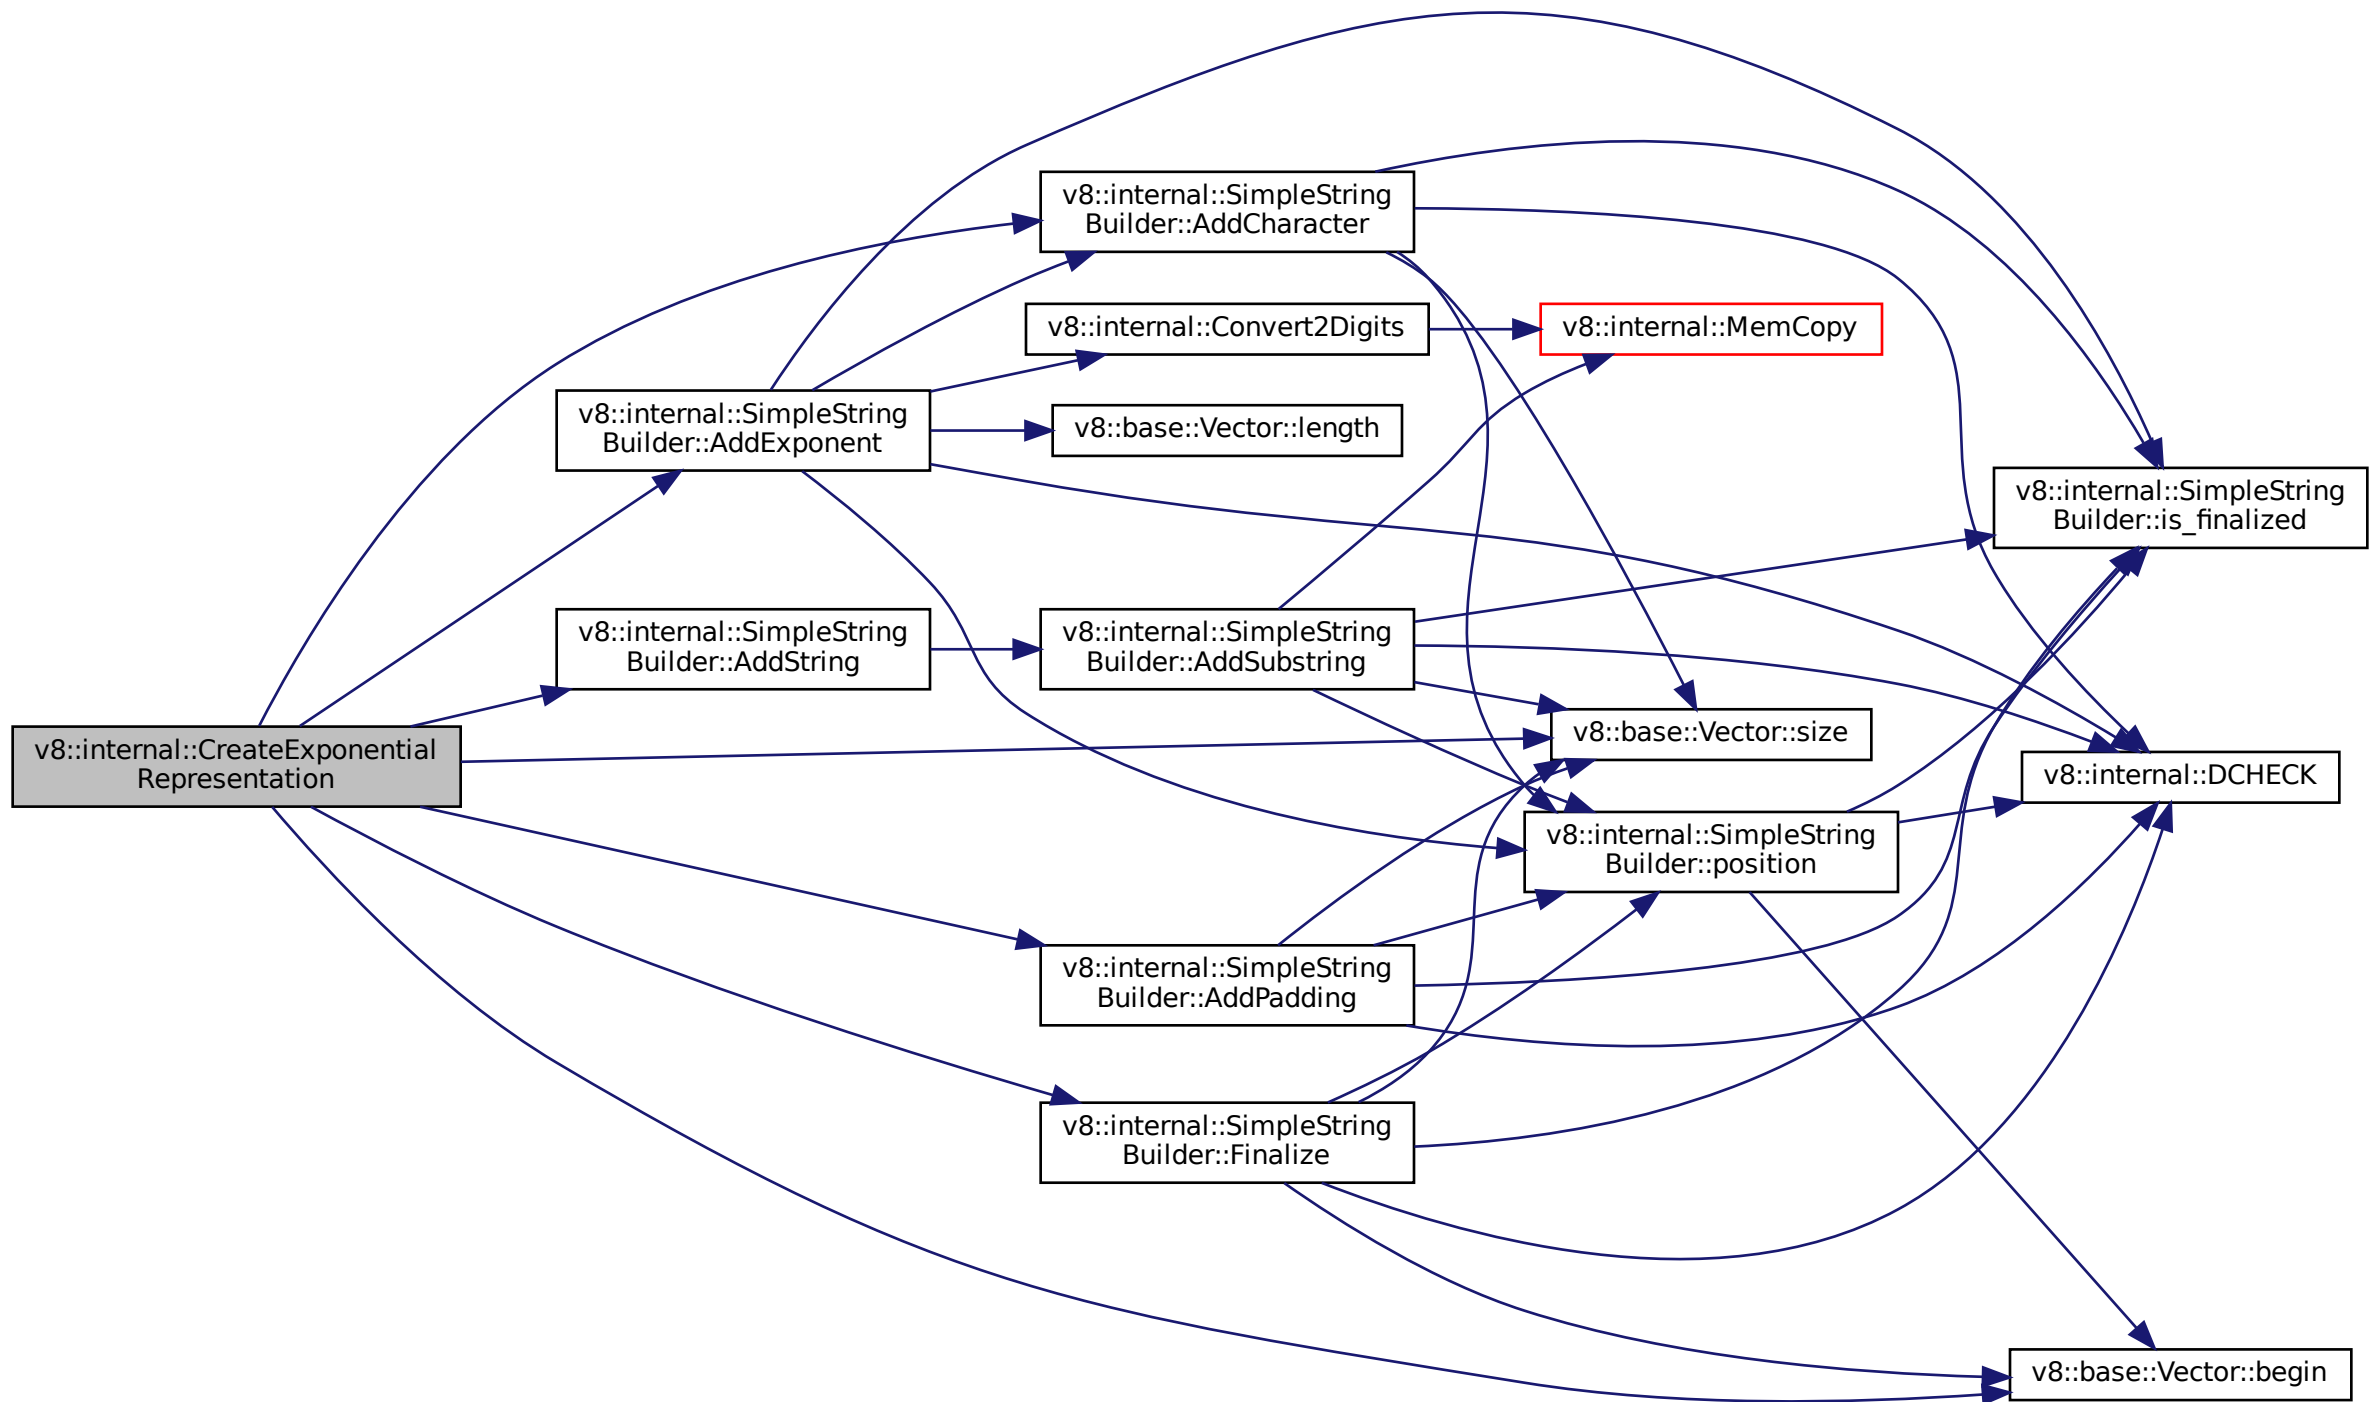 v8::internal::CreateExponential
Representation
v8::internal::SimpleString
Builder::AddExponent
v8::internal::SimpleString
Builder::AddString
v8::internal::SimpleString
Builder::AddCharacter
v8::internal::Convert2Digits
v8::base::Vector::length
v8::internal::SimpleString
Builder::AddSubstring
v8::internal::SimpleString
Builder::AddPadding
v8::internal::SimpleString
Builder::Finalize
v8::internal::MemCopy
v8::base::Vector::size
v8::internal::SimpleString
Builder::position
v8::internal::SimpleString
Builder::is_finalized
v8::internal::DCHECK
v8::base::Vector::begin